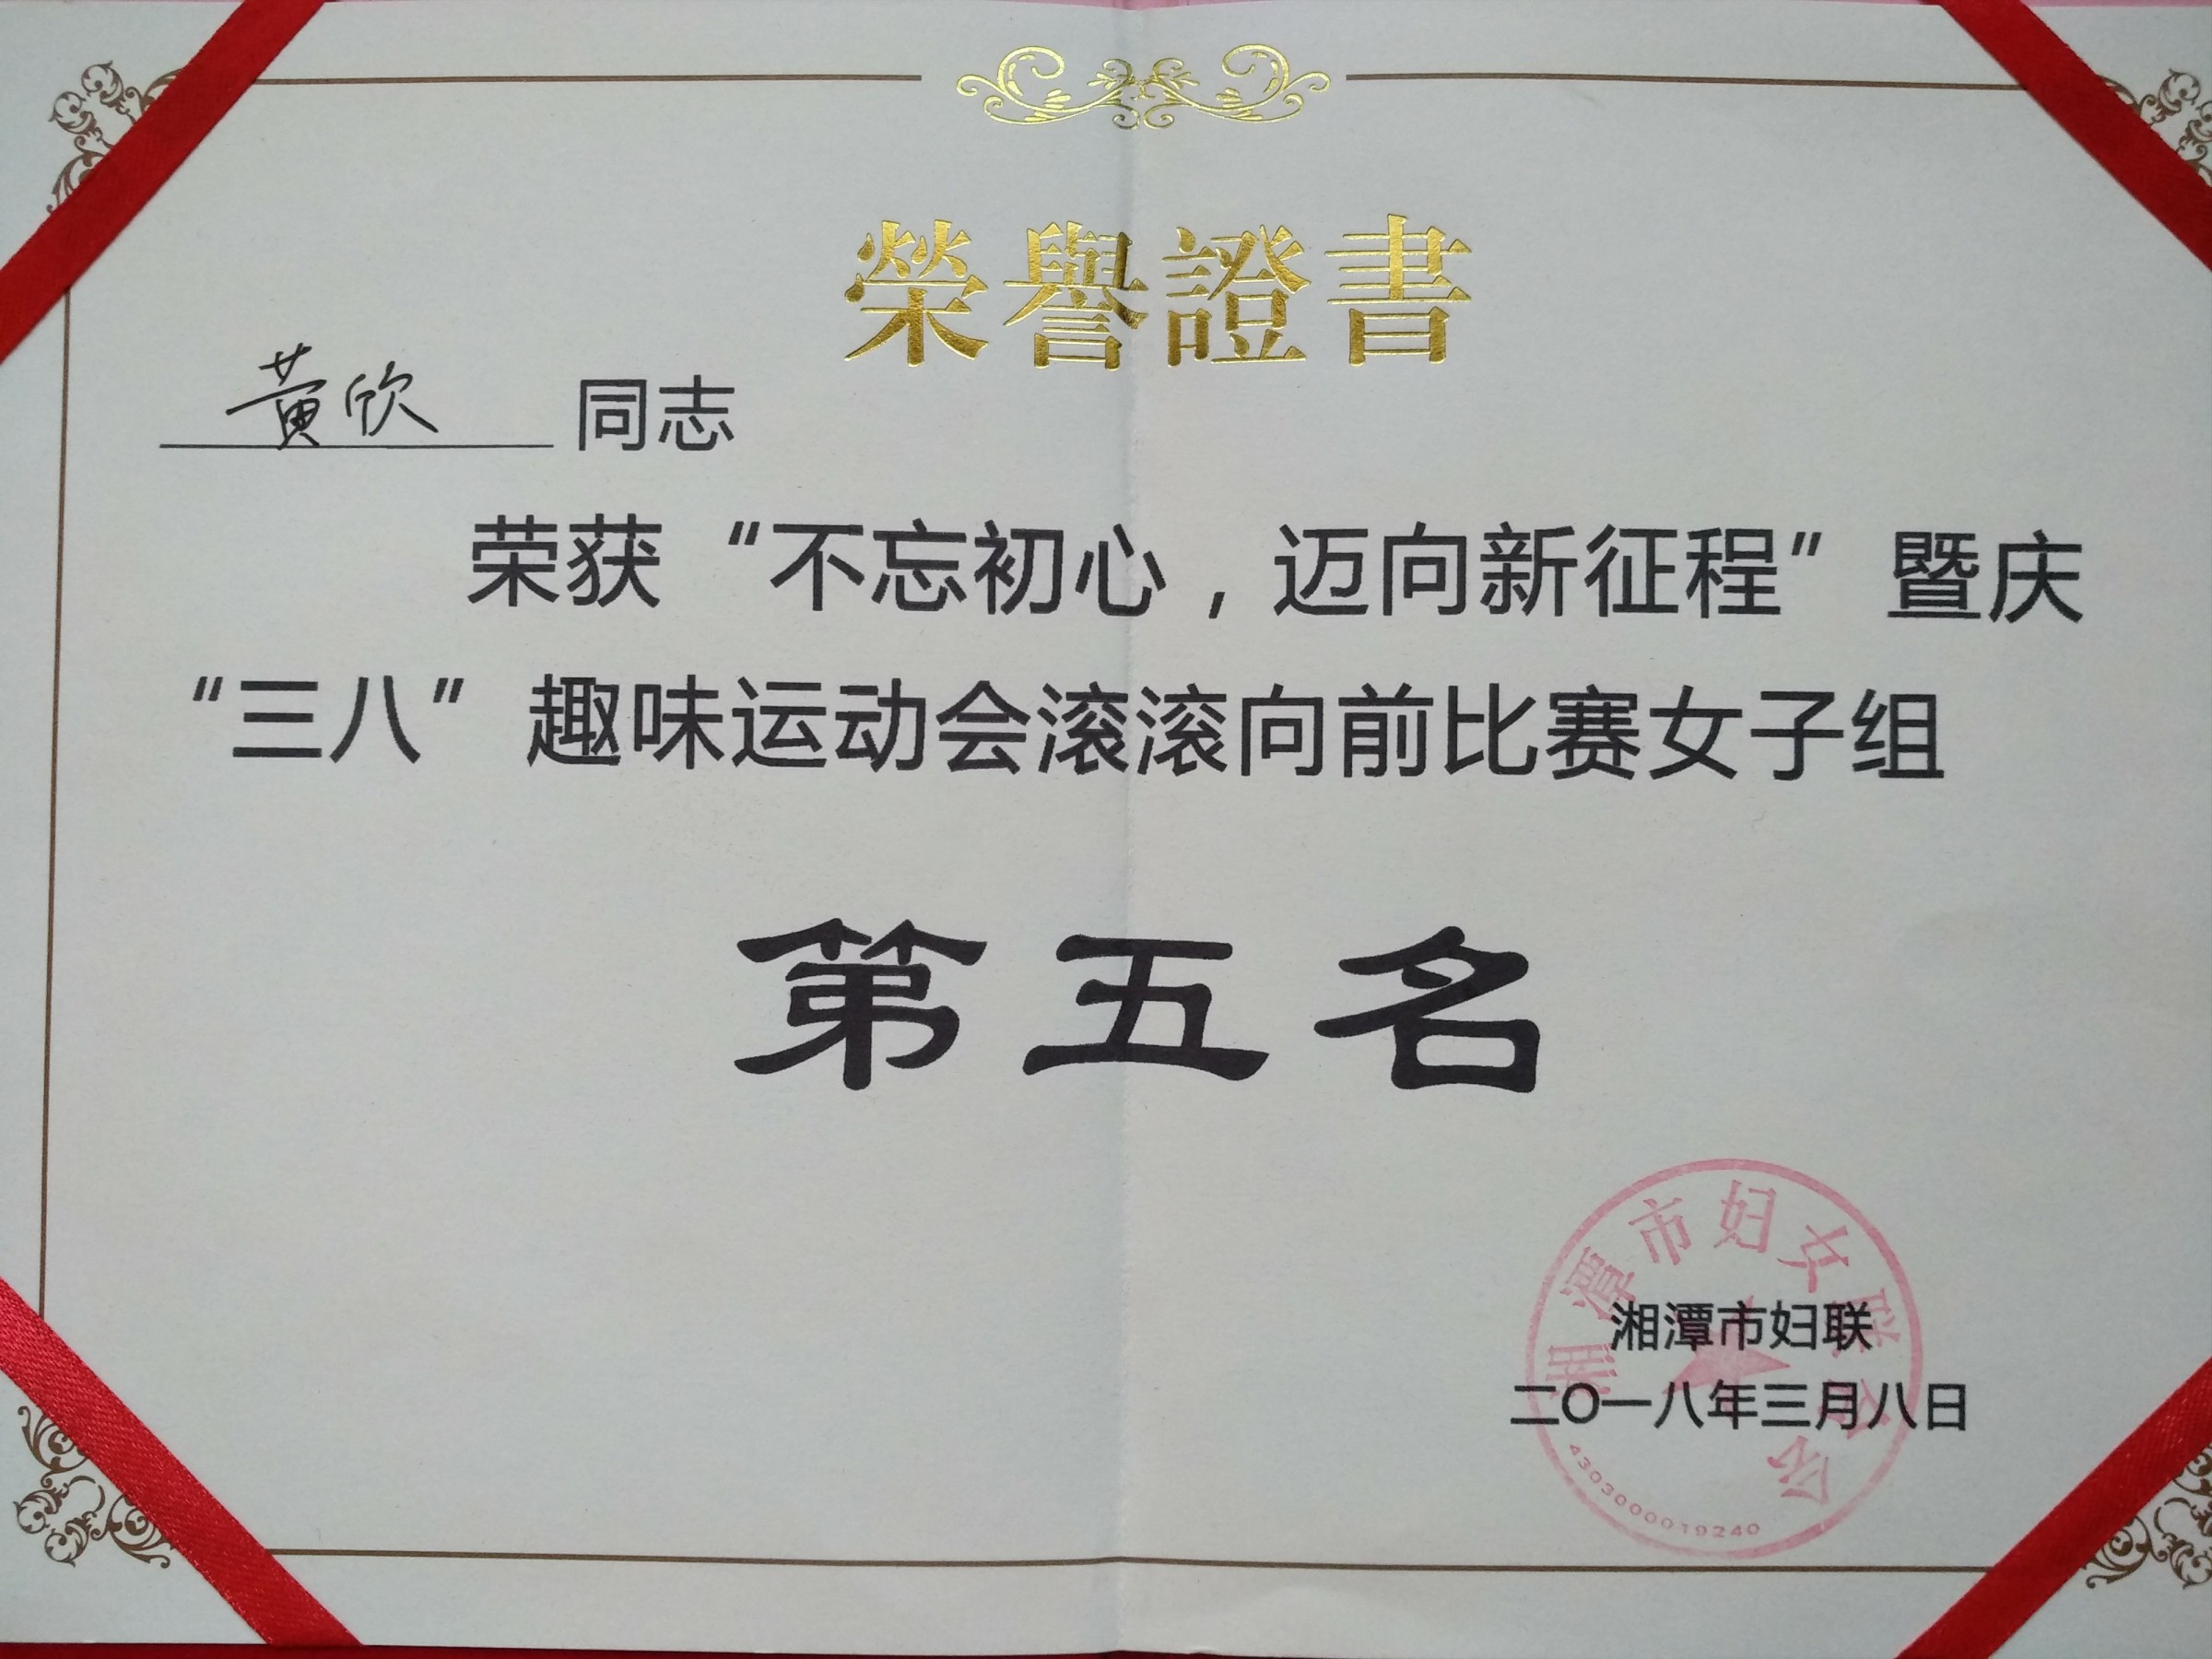 榮譽證書
黄欣 同志
荣获“不忘初心，迈向新征程”暨庆
“三八”趣味运动会滚滚向前比赛女子组
第五名
湘潭市妇女联合会
湘潭市妇联
二〇一八年三月八日
4303000019240